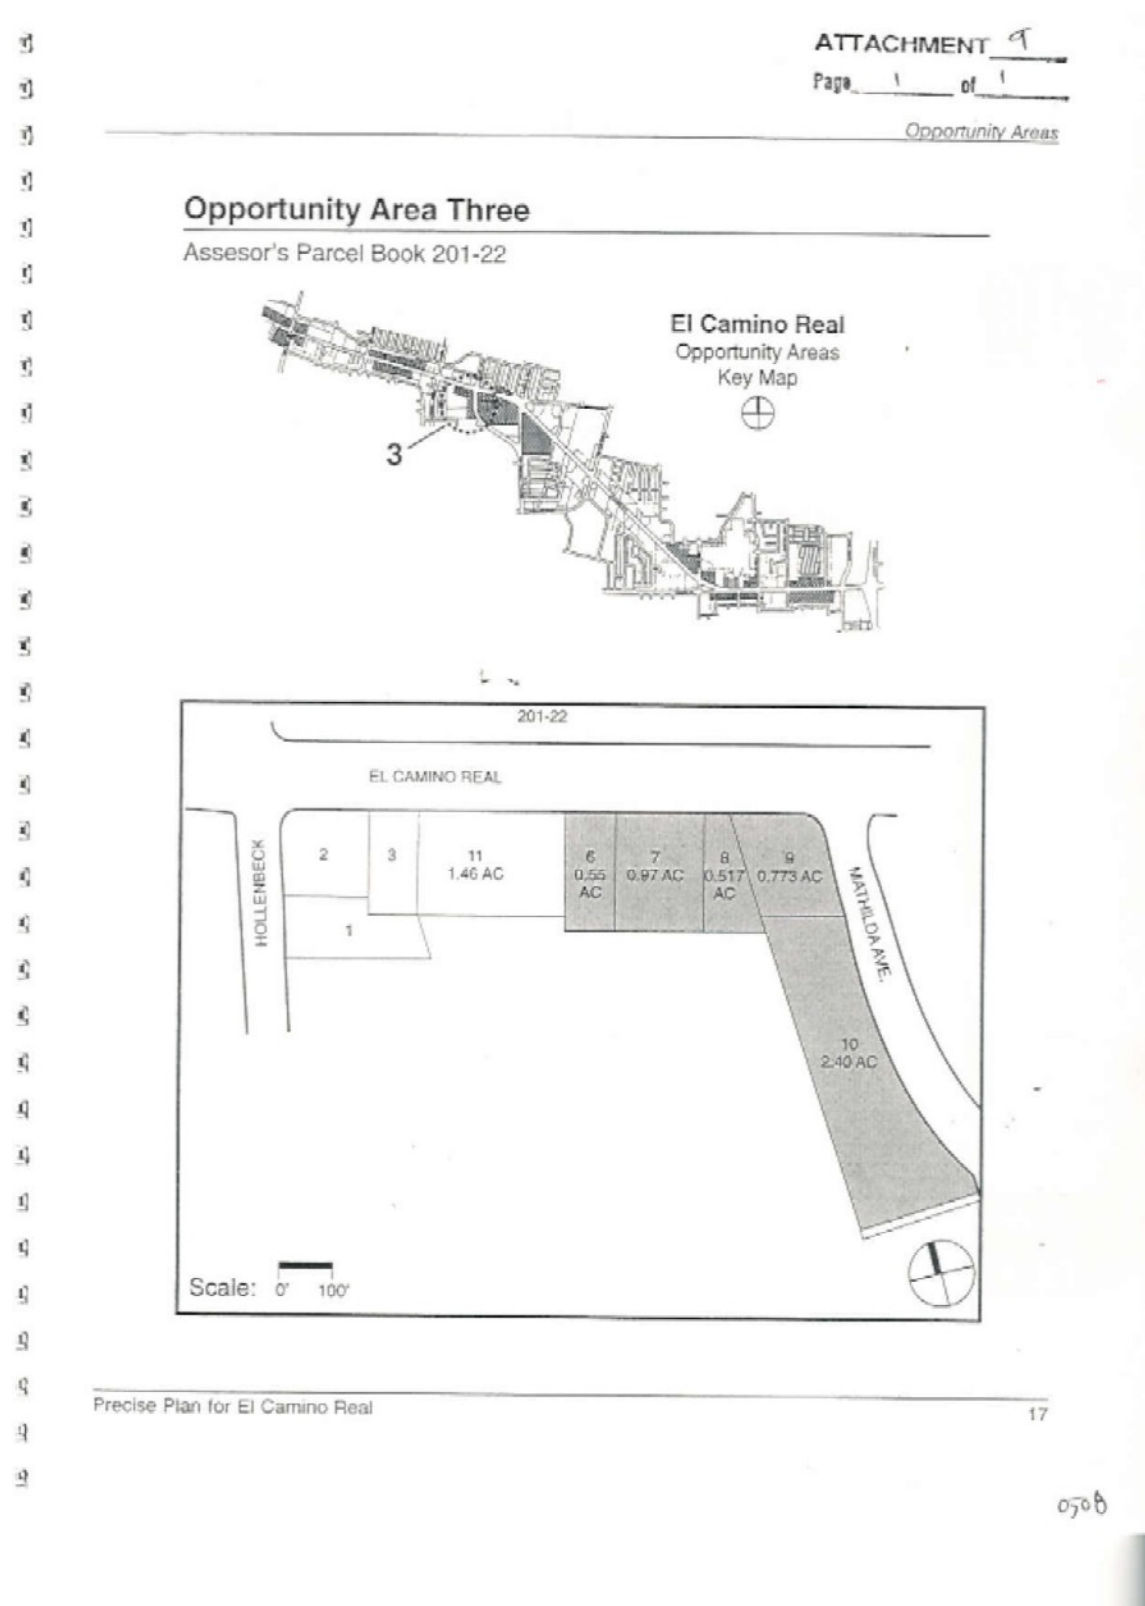 ATTACHMENT 9
Page 1 of 1
Opportunity Areas
Opportunity Area Three
Assesor's Parcel Book 201-22
El Camino Real
Opportunity Areas
Key Map
3
201-22
EL CAMINO REAL
HOLLENBECK
2
3
11
1.46 AC
6
0.55
AC
7
0.97 AC
8
0.517
AC
9
0.773 AC
1
MATHILDA AVE.
10
2.40 AC
Scale: 0' 100'
Precise Plan for El Camino Real
17